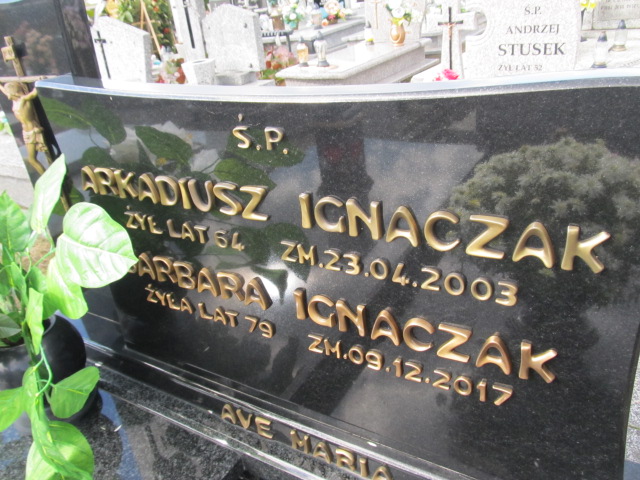 Ś.P.
ANDRZEJ
STUSEK
ŻYŁ LAT 52
Ś.P.
ARKADIUSZ IGNACZAK
ŻYŁ LAT 64 ZM.23.04.2003
BARBARA IGNACZAK
ŻYŁA LAT 79 ZM.09.12.2017
AVE MARIA